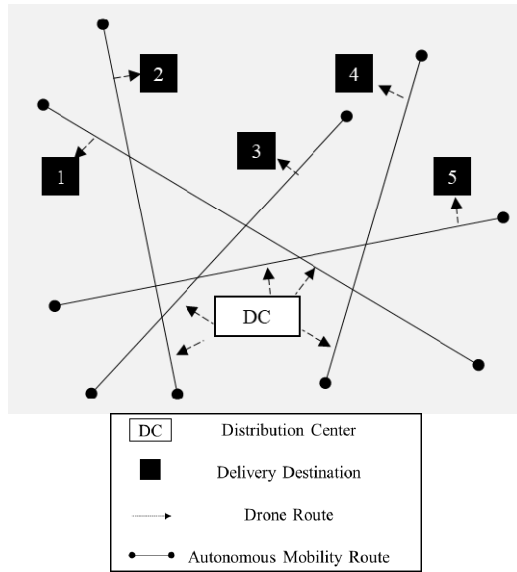 2
4
3
1
5
DC
DC Distribution Center
Delivery Destination
Drone Route
Autonomous Mobility Route